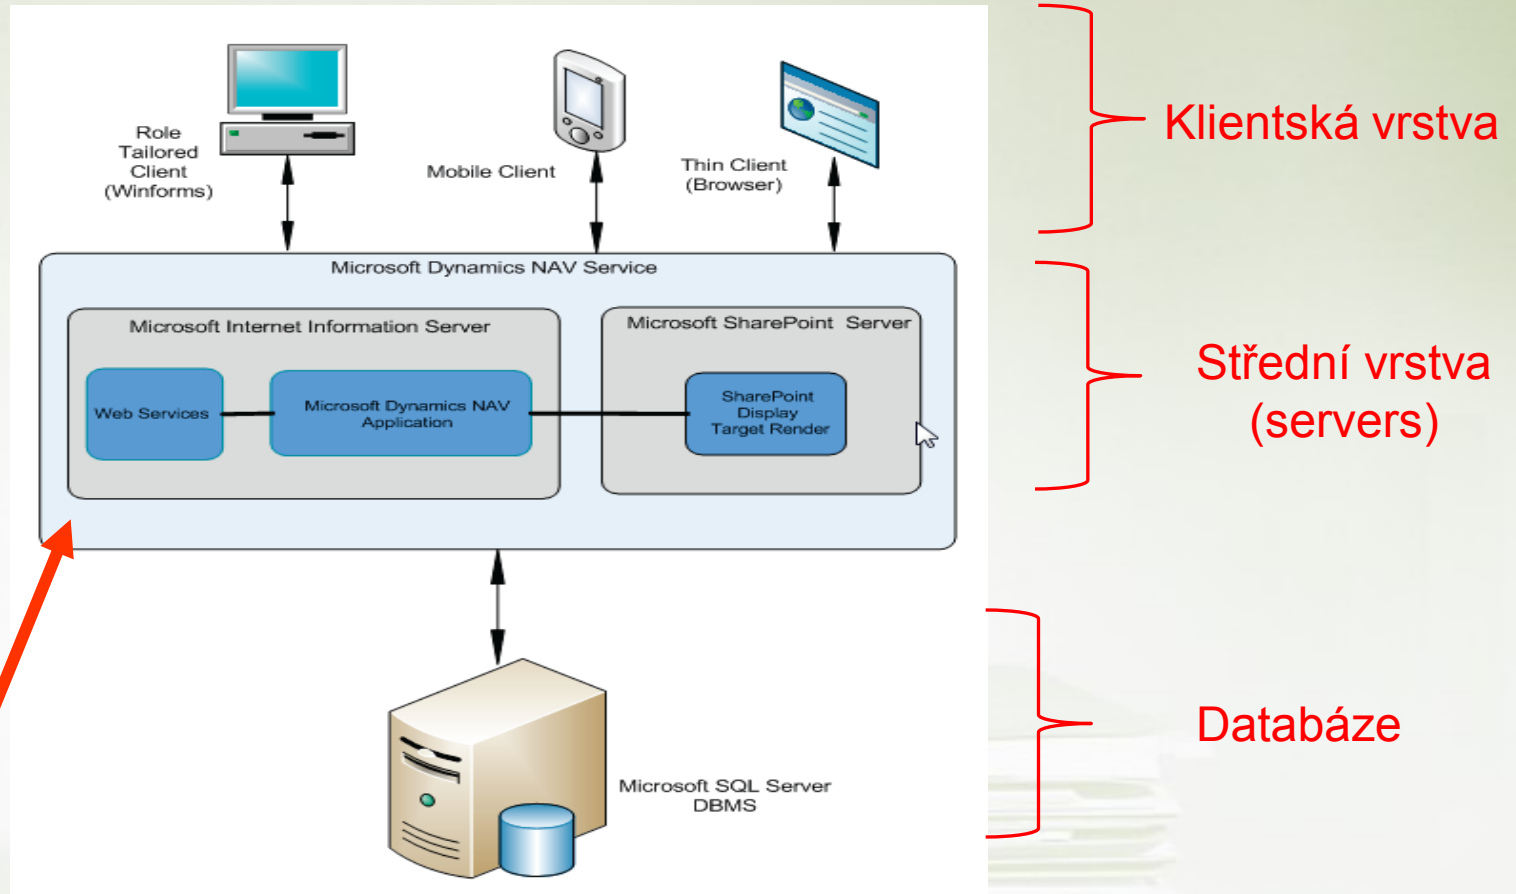 Role
Tailored
Client
(Winforms)
Mobile Client
Thin Client
(Browser)
Klientská vrstva
Microsoft Dynamics NAV Service
Microsoft Internet Information Server
Microsoft SharePoint Server
Web Services
Microsoft Dynamics NAV
Application
SharePoint
Display
Target Render
Střední vrstva
(servers)
Microsoft SQL Server
DBMS
Databáze